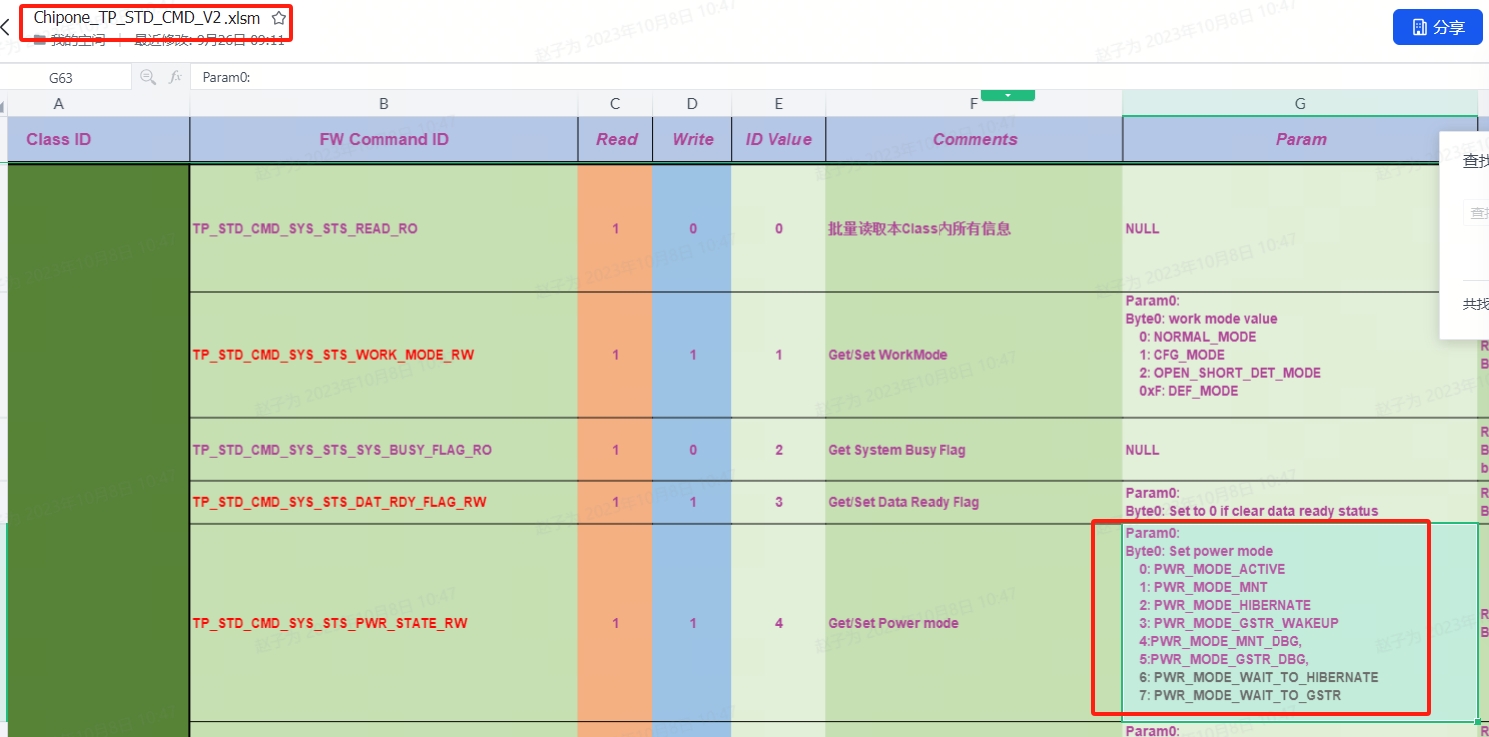 Chipone_TP_STD_CMD_V2.xlsm
我的空间 | 最近修改: 9月26日 09:11
分享
G63
fx
Param0:
A B C D E F G
Class ID FW Command ID Read Write ID Value Comments Param
查找
查找
共找
TP_STD_CMD_SYS_STS_READ_RO 1 0 0 批量读取本Class内所有信息 NULL
TP_STD_CMD_SYS_STS_WORK_MODE_RW 1 1 1 Get/Set WorkMode
Param0:
Byte0: work mode value
0: NORMAL_MODE
1: CFG_MODE
2: OPEN_SHORT_DET_MODE
0xF: DEF_MODE
TP_STD_CMD_SYS_STS_SYS_BUSY_FLAG_RO 1 0 2 Get System Busy Flag NULL
TP_STD_CMD_SYS_STS_DAT_RDY_FLAG_RW 1 1 3 Get/Set Data Ready Flag
Param0:
Byte0: Set to 0 if clear data ready status
TP_STD_CMD_SYS_STS_PWR_STATE_RW 1 1 4 Get/Set Power mode
Param0:
Byte0: Set power mode
0: PWR_MODE_ACTIVE
1: PWR_MODE_MNT
2: PWR_MODE_HIBERNATE
3: PWR_MODE_GSTR_WAKEUP
4:PWR_MODE_MNT_DBG,
5:PWR_MODE_GSTR_DBG,
6: PWR_MODE_WAIT_TO_HIBERNATE
7: PWR_MODE_WAIT_TO_GSTR
Param0:
赵子为 2023年10月8日 10:47